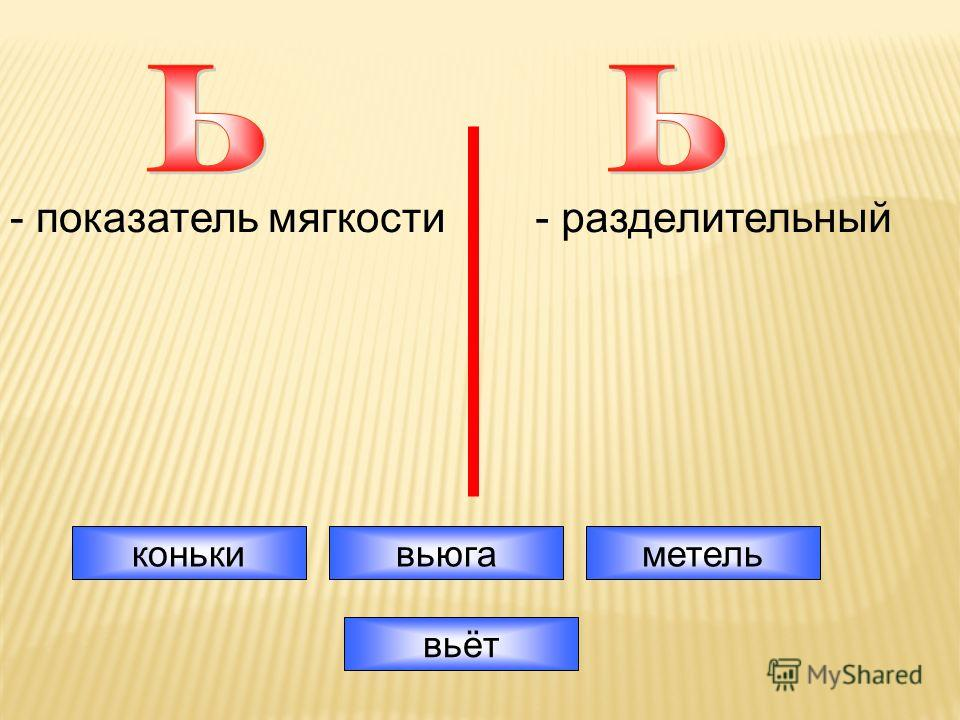 Ь Ь
- показатель мягкости - разделительный
коньки вьюга метель
вьёт
MyShared